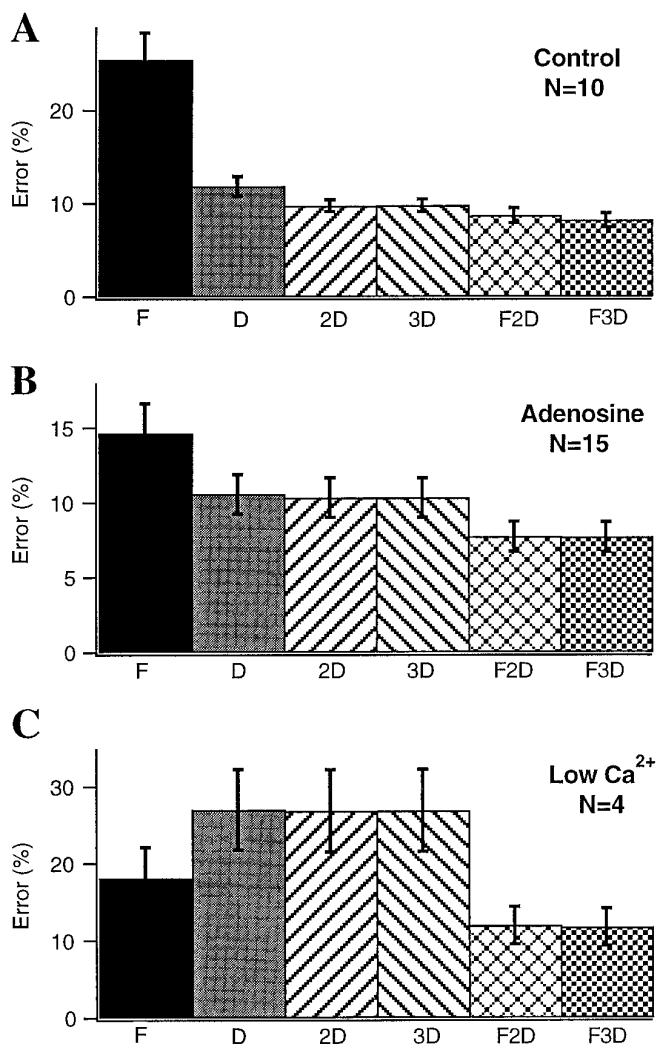 A
Control
N=10
Error (%)
20
10
0
F D 2D 3D F2D F3D
B
Adenosine
N=15
Error (%)
15
10
5
0
F D 2D 3D F2D F3D
C
Low Ca²⁺
N=4
Error (%)
30
20
10
0
F D 2D 3D F2D F3D